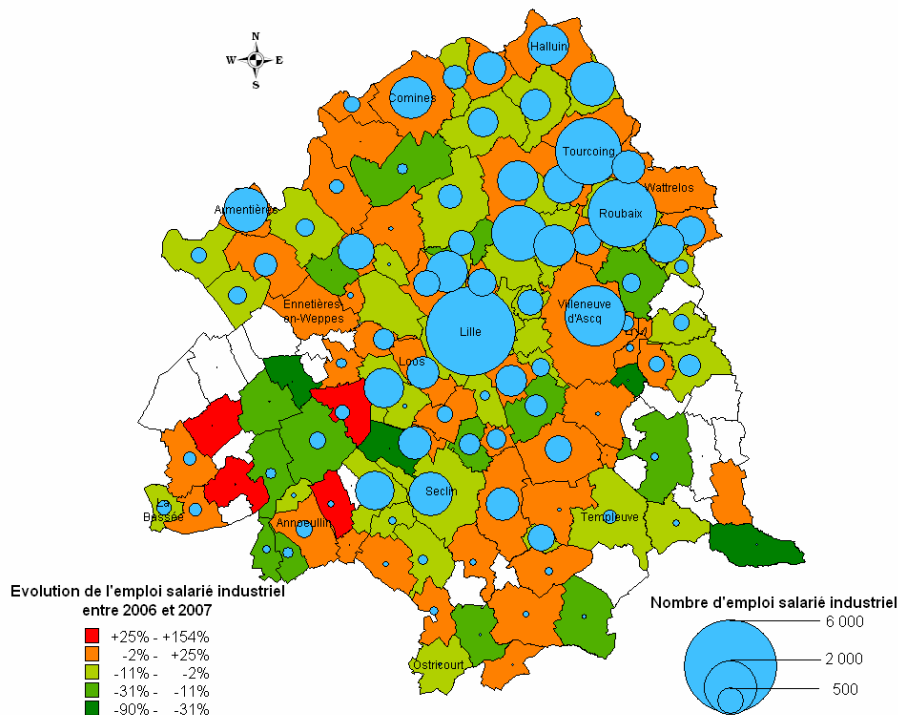 N
W E
S
Halluin
Comines
Tourcoing
Wattrelos
Armentières
Roubaix
Ennetières
-en-Weppes
Villeneuve
d'Ascq
Lille
Loos
Seclin
La
Bassée
Annoeullin
Templeuve
Ostricourt
Evolution de l'emploi salarié industriel
entre 2006 et 2007
+25% - +154%
-2% - +25%
-11% - -2%
-31% - -11%
-90% - -31%
Nombre d'emploi salarié industriel
6 000
2 000
500